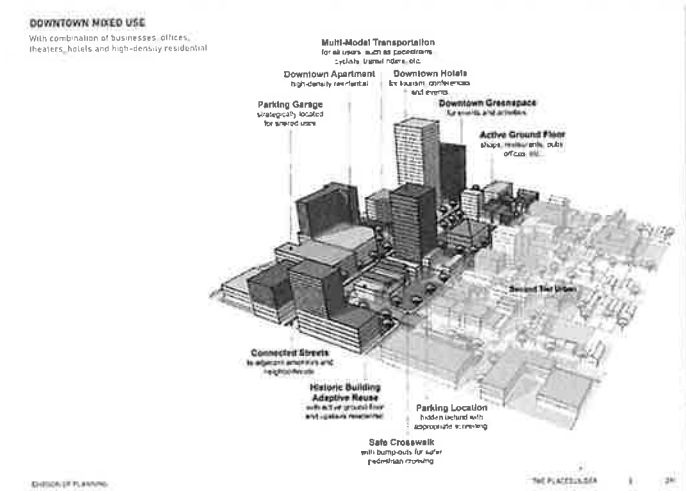 DOWNTOWN MIXED USE
With combination of businesses, offices,
theaters, hotels and high-density residential
Multi-Modal Transportation
for all users, such as pedestrians,
cyclists, transit riders, etc.
Downtown Apartment
high-density residential
Downtown Hotels
for tourism, conferences
and events
Parking Garage
strategically located
for shared uses
Downtown Greenspace
for events and activities
Active Ground Floor
shops, restaurants, pubs
offices, etc.
Second Tier Urban
Connected Streets
to adjacent amenities and
neighborhoods
Historic Building
Adaptive Reuse
with active ground floor
and upstairs residential
Parking Location
hidden behind with
appropriate screening
Safe Crosswalk
with bump-outs for safer
pedestrian crossing
DIVISION OF PLANNING
THE PLACEBUILDER